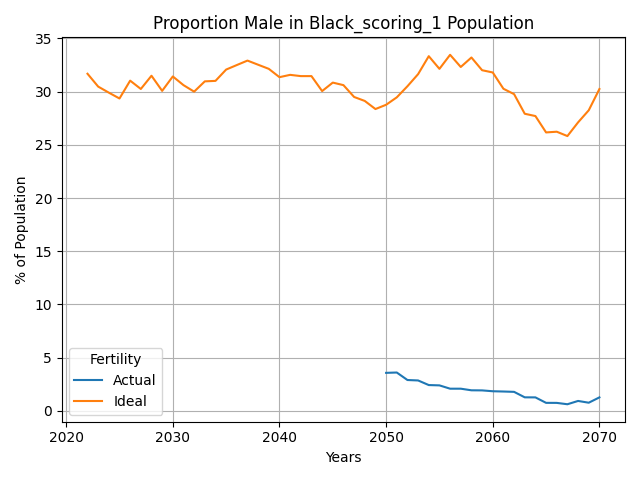 Proportion Male in Black_scoring_1 Population
% of Population
35
30
25
20
15
10
5
0
Fertility
Actual
Ideal
2020 2030 2040 2050 2060 2070
Years